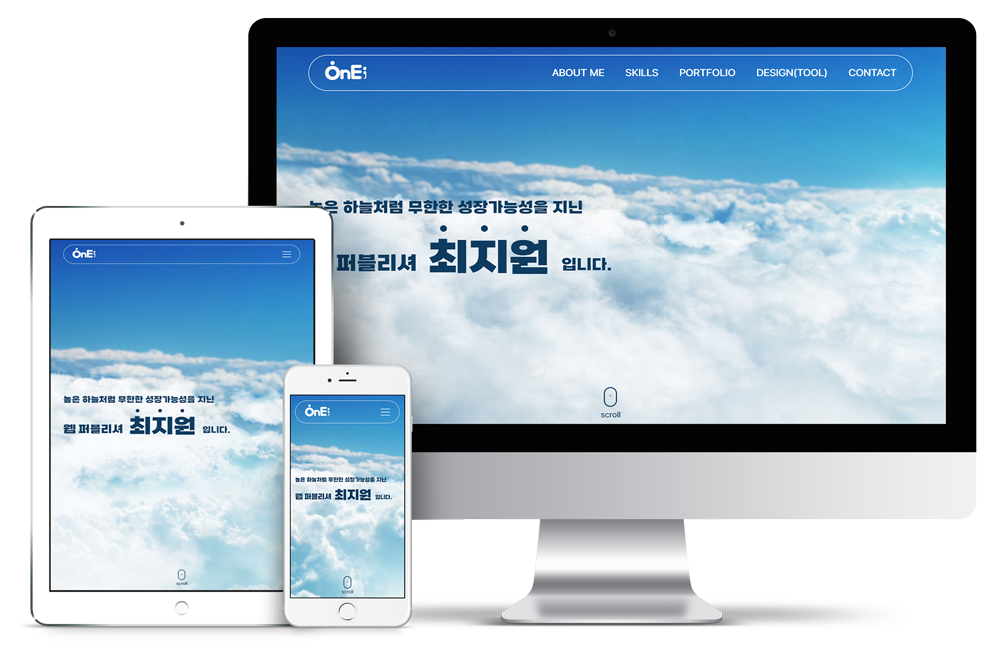 OnE
ABOUT ME SKILLS PORTFOLIO DESIGN(TOOL) CONTACT
높은 하늘처럼 무한한 성장가능성을 지닌
퍼블리셔 최지원 입니다.
scroll
OnE
높은 하늘처럼 무한한 성장가능성을 지닌
웹 퍼블리셔 최지원 입니다.
scroll
OnE
높은 하늘처럼 무한한 성장가능성을 지닌
웹 퍼블리셔 최지원 입니다.
scroll